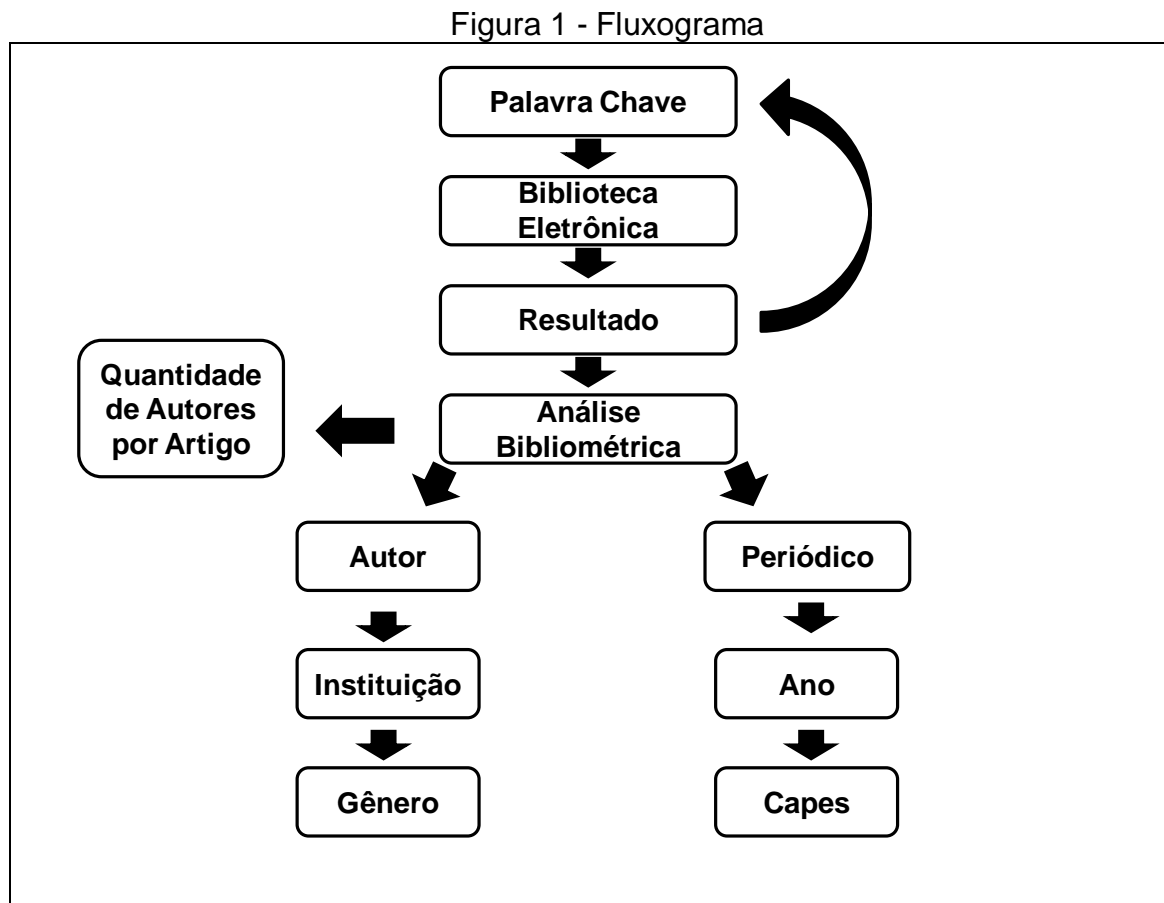 Figura 1 - Fluxograma
Palavra Chave
Biblioteca
Eletrônica
Resultado
Quantidade
de Autores
por Artigo
Análise
Bibliométrica
Autor
Periódico
Instituição
Ano
Gênero
Capes